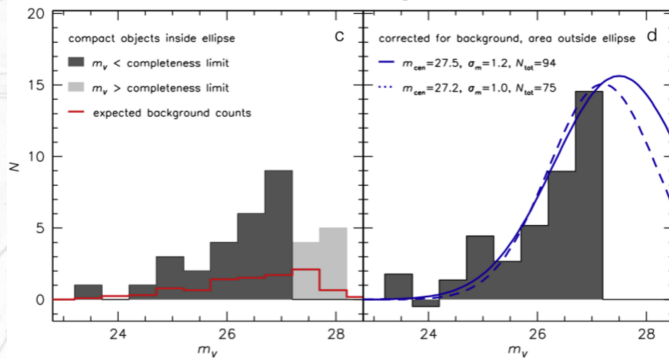 20
15
10
5
0
N
compact objects inside ellipse c
m_v < completeness limit
m_v > completeness limit
expected background counts
24 26 28
m_v
corrected for background, area outside ellipse d
m_cen=27.5, σ_m=1.2, N_tot=94
m_cen=27.2, σ_m=1.0, N_tot=75
24 26 28
m_v